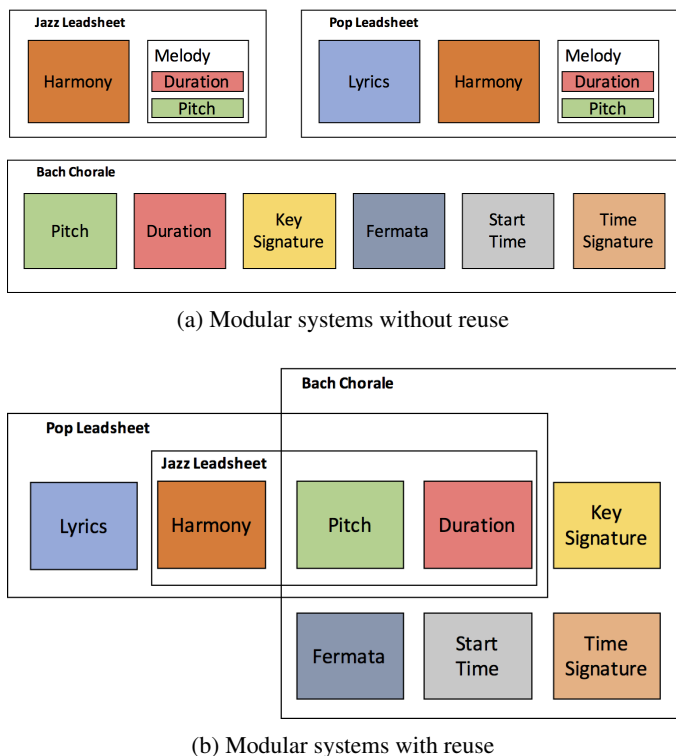 Jazz Leadsheet
Harmony
Melody
Duration
Pitch
Pop Leadsheet
Lyrics
Harmony
Melody
Duration
Pitch
Bach Chorale
Pitch
Duration
Key
Signature
Fermata
Start
Time
Time
Signature
(a) Modular systems without reuse
Bach Chorale
Pop Leadsheet
Jazz Leadsheet
Lyrics
Harmony
Pitch
Duration
Key
Signature
Fermata
Start
Time
Time
Signature
(b) Modular systems with reuse